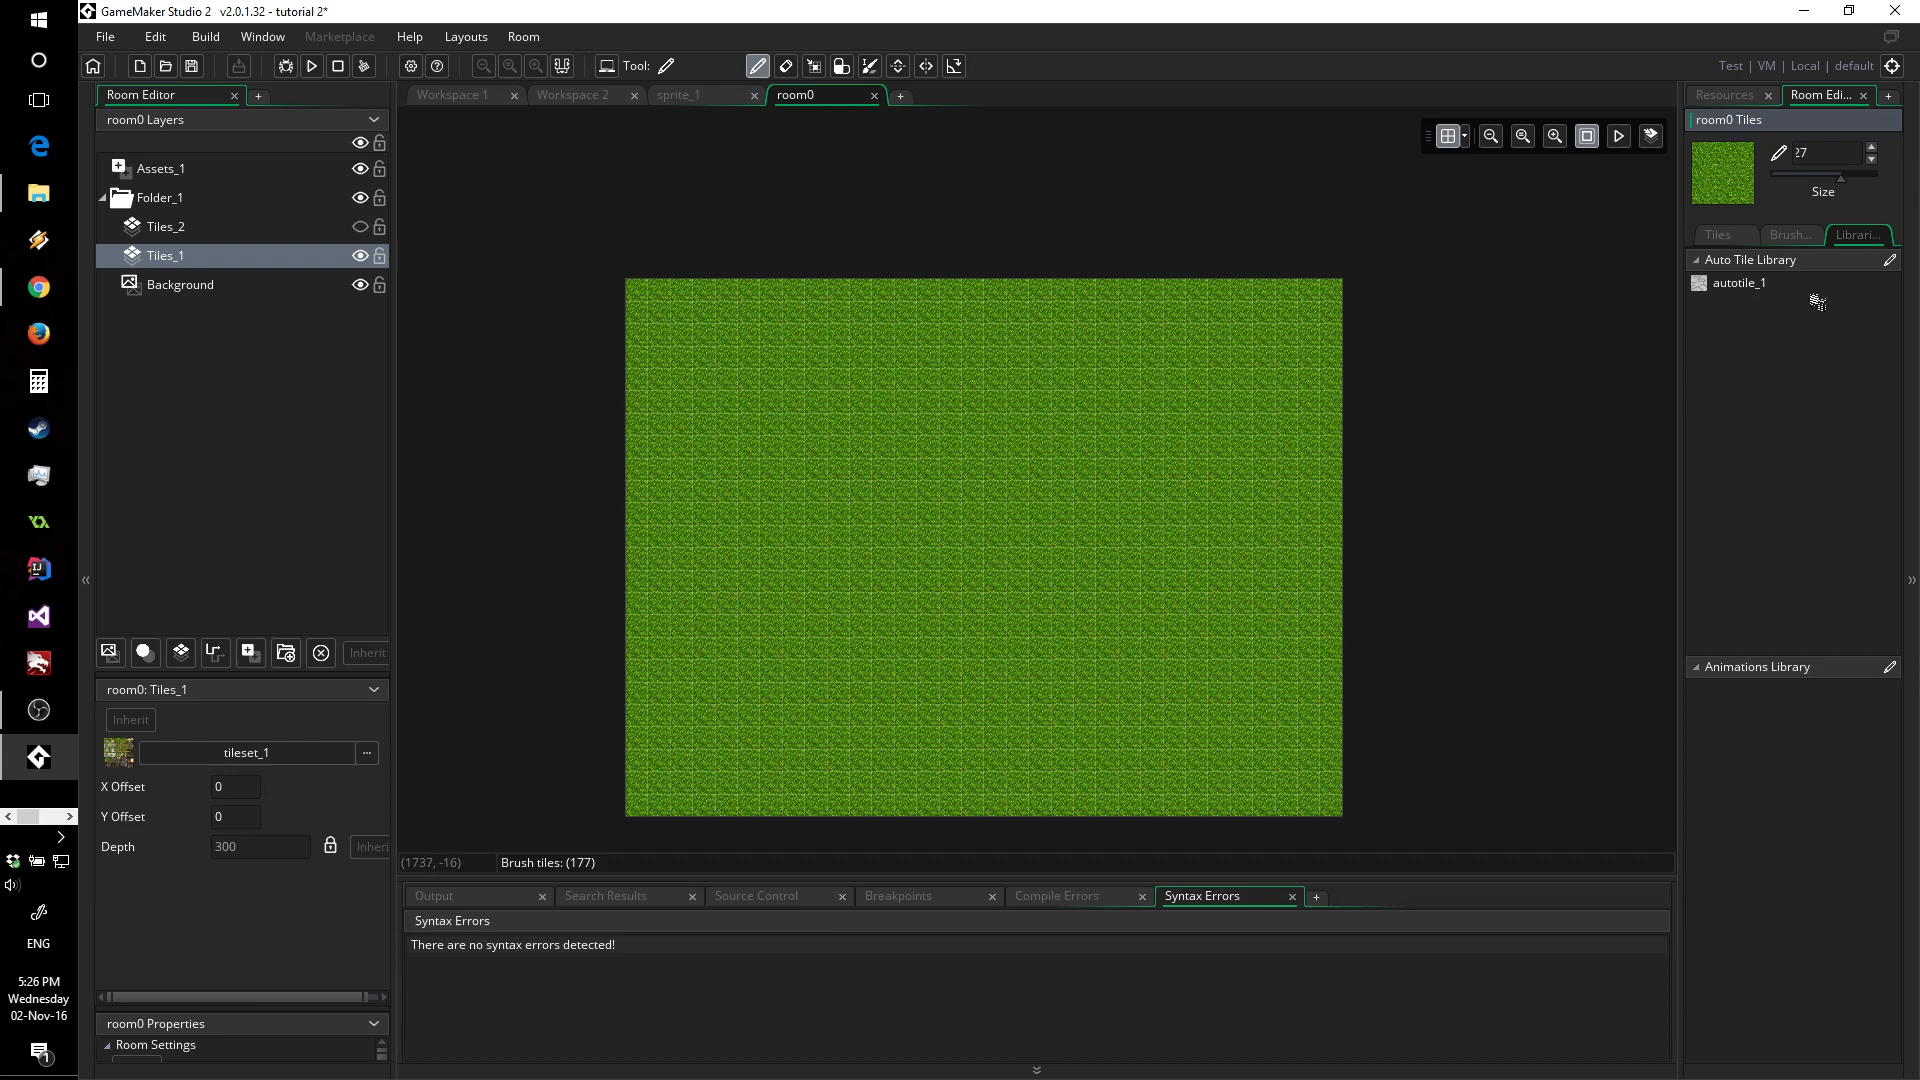 GameMaker Studio 2 v2.0.1.32 - tutorial 2*
File Edit Build Window Marketplace Help Layouts Room
Tool:
Test | VM | Local | default
Room Editor
Workspace 1 Workspace 2 sprite_1 room0
Resources Room Edi...
room0 Layers
Assets_1
Folder_1
Tiles_2
Tiles_1
Background
Inherit
room0: Tiles_1
Inherit
tileset_1 ...
X Offset 0
Y Offset 0
Depth 300 Inheri
room0 Properties
Room Settings
(1737, -16) Brush tiles: (177)
Output Search Results Source Control Breakpoints Compile Errors Syntax Errors
Syntax Errors
There are no syntax errors detected!
room0 Tiles
27
Size
Tiles Brush... Librari...
Auto Tile Library
autotile_1
Animations Library
ENG
5:26 PM
Wednesday
02-Nov-16
1